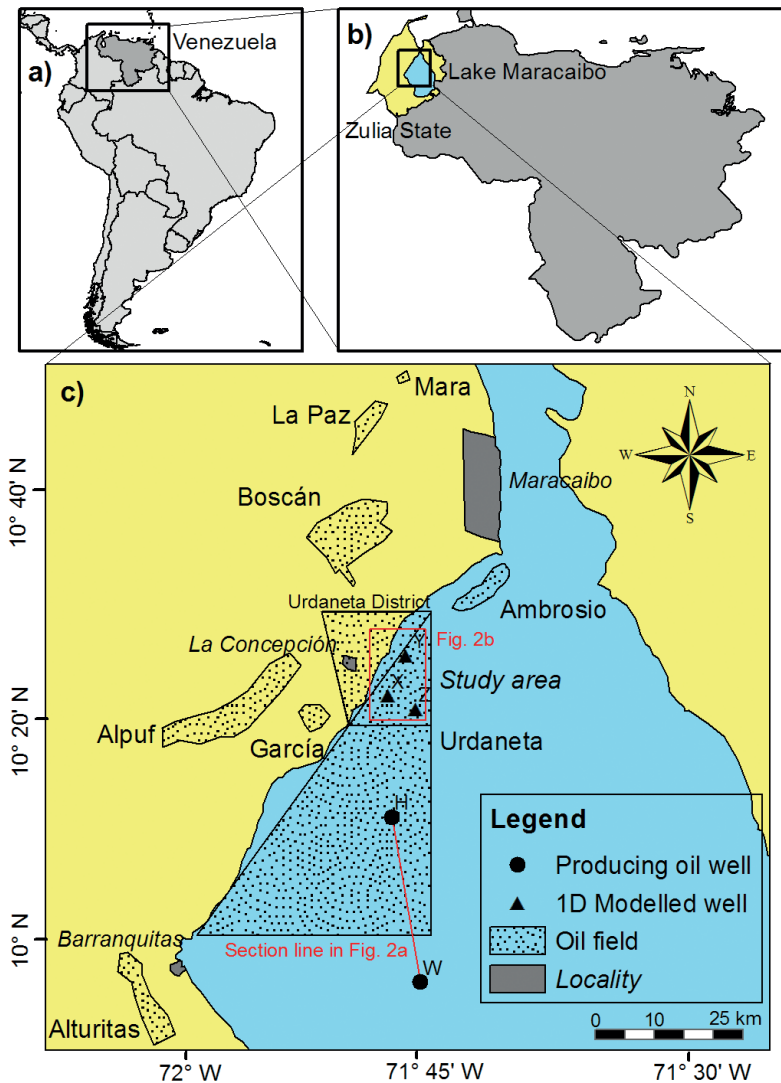 a)
Venezuela
b)
Lake Maracaibo
Zulia State
c)
Mara
La Paz
N
W
E
S
Maracaibo
Boscán
10° 40' N
Ambrosio
Urdaneta District
Y
Fig. 2b
La Concepción
X
Study area
Z
Alpuf
García
Urdaneta
10° 20' N
H
Legend
Producing oil well
1D Modelled well
Oil field
Locality
10° N
Barranquitas
Section line in Fig. 2a
W
Alturitas
0 10 25 km
72° W
71° 45' W
71° 30' W